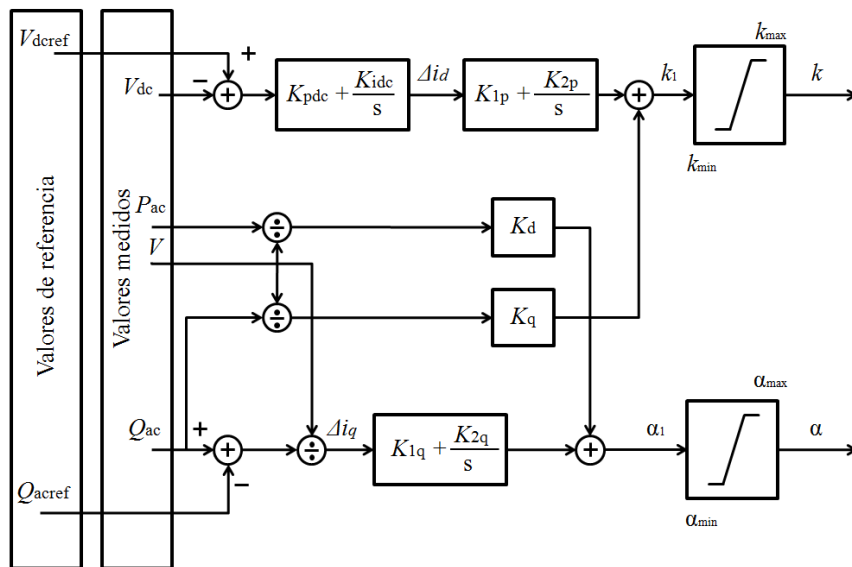 Valores de referencia
Valores medidos
Vdcref
+
−
Vdc
+
Kpdc + Kidc/s
Δid
K1p + K2p/s
+
k1
kmax
kmin
k
Pac
÷
Kd
V
÷
Kq
Qac
+
+
−
÷
Δiq
K1q + K2q/s
+
α1
αmax
αmin
α
Qacref